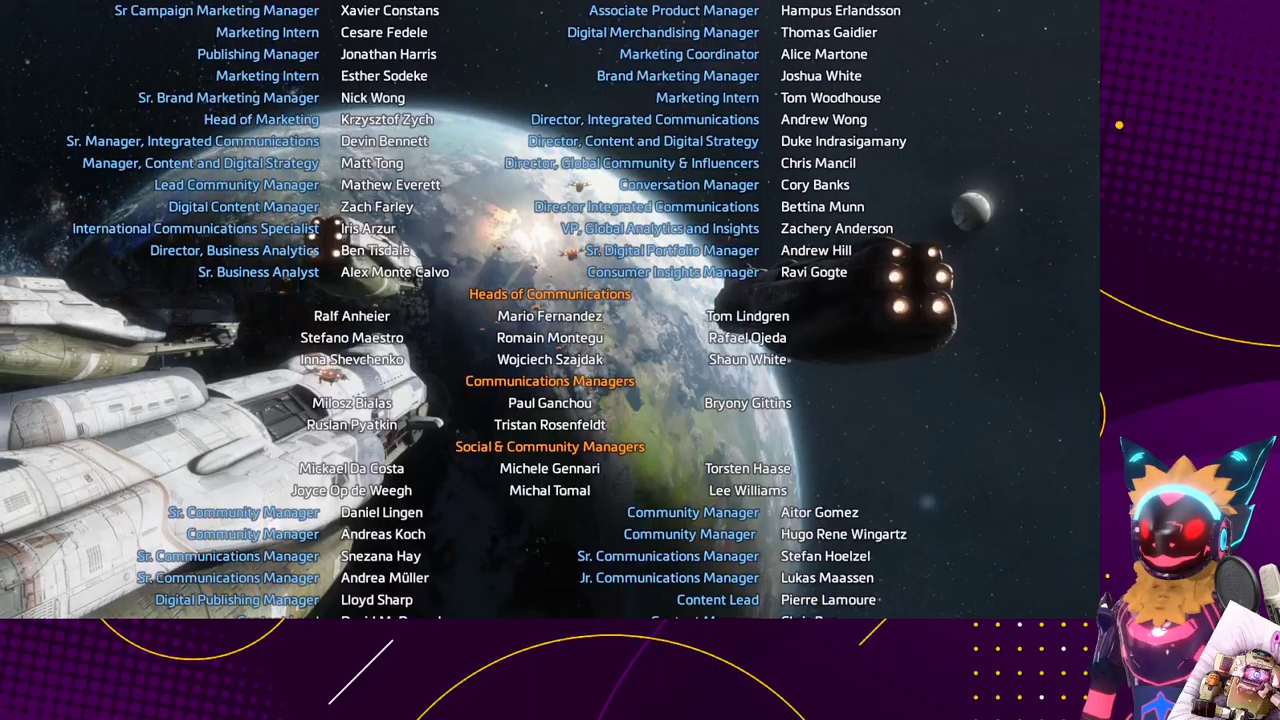 Sr Campaign Marketing Manager Xavier Constans Associate Product Manager Hampus Erlandsson
Marketing Intern Cesare Fedele Digital Merchandising Manager Thomas Gaidier
Publishing Manager Jonathan Harris Marketing Coordinator Alice Martone
Marketing Intern Esther Sodeke Brand Marketing Manager Joshua White
Sr. Brand Marketing Manager Nick Wong Marketing Intern Tom Woodhouse
Head of Marketing Krzysztof Zych Director, Integrated Communications Andrew Wong
Sr. Manager, Integrated Communications Devin Bennett Director, Content and Digital Strategy Duke Indrasigamany
Manager, Content and Digital Strategy Matt Tong Director, Global Community & Influencers Chris Mancil
Lead Community Manager Mathew Everett Conversation Manager Cory Banks
Digital Content Manager Zach Farley Director Integrated Communications Bettina Munn
International Communications Specialist Iris Arzur VP, Global Analytics and Insights Zachery Anderson
Director, Business Analytics Ben Tisdale Sr. Digital Portfolio Manager Andrew Hill
Sr. Business Analyst Alex Monte Calvo Consumer Insights Manager Ravi Gogte
Heads of Communications
Ralf Anheier Mario Fernandez Tom Lindgren
Stefano Maestro Romain Montegu Rafael Ojeda
Inna Shevchenko Wojciech Szajdak Shaun White
Communications Managers
Milosz Bialas Paul Ganchou Bryony Gittins
Ruslan Pyatkin Tristan Rosenfeldt
Social & Community Managers
Mickael Da Costa Michele Gennari Torsten Haase
Joyce Op de Weegh Michal Tomal Lee Williams
Sr. Community Manager Daniel Lingen Community Manager Aitor Gomez
Community Manager Andreas Koch Community Manager Hugo Rene Wingartz
Sr. Communications Manager Snezana Hay Sr. Communications Manager Stefan Hoelzel
Sr. Communications Manager Andrea Müller Jr. Communications Manager Lukas Maassen
Digital Publishing Manager Lloyd Sharp Content Lead Pierre Lamoure